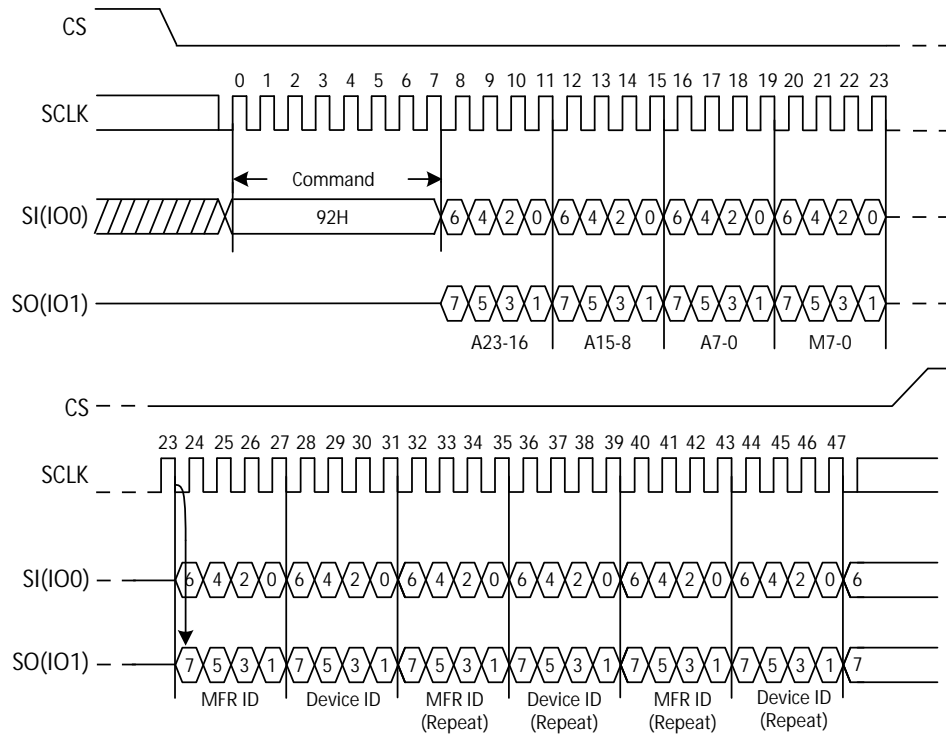 CS
0 1 2 3 4 5 6 7 8 9 10 11 12 13 14 15 16 17 18 19 20 21 22 23
SCLK
Command
SI(IO0) 92H 6 4 2 0 6 4 2 0 6 4 2 0 6 4 2 0
SO(IO1) 7 5 3 1 7 5 3 1 7 5 3 1 7 5 3 1
A23-16 A15-8 A7-0 M7-0
CS
23 24 25 26 27 28 29 30 31 32 33 34 35 36 37 38 39 40 41 42 43 44 45 46 47
SCLK
SI(IO0) 6 4 2 0 6 4 2 0 6 4 2 0 6 4 2 0 6 4 2 0 6 4 2 0 6
SO(IO1) 7 5 3 1 7 5 3 1 7 5 3 1 7 5 3 1 7 5 3 1 7 5 3 1 7
MFR ID Device ID MFR ID Device ID MFR ID Device ID
(Repeat) (Repeat) (Repeat) (Repeat)